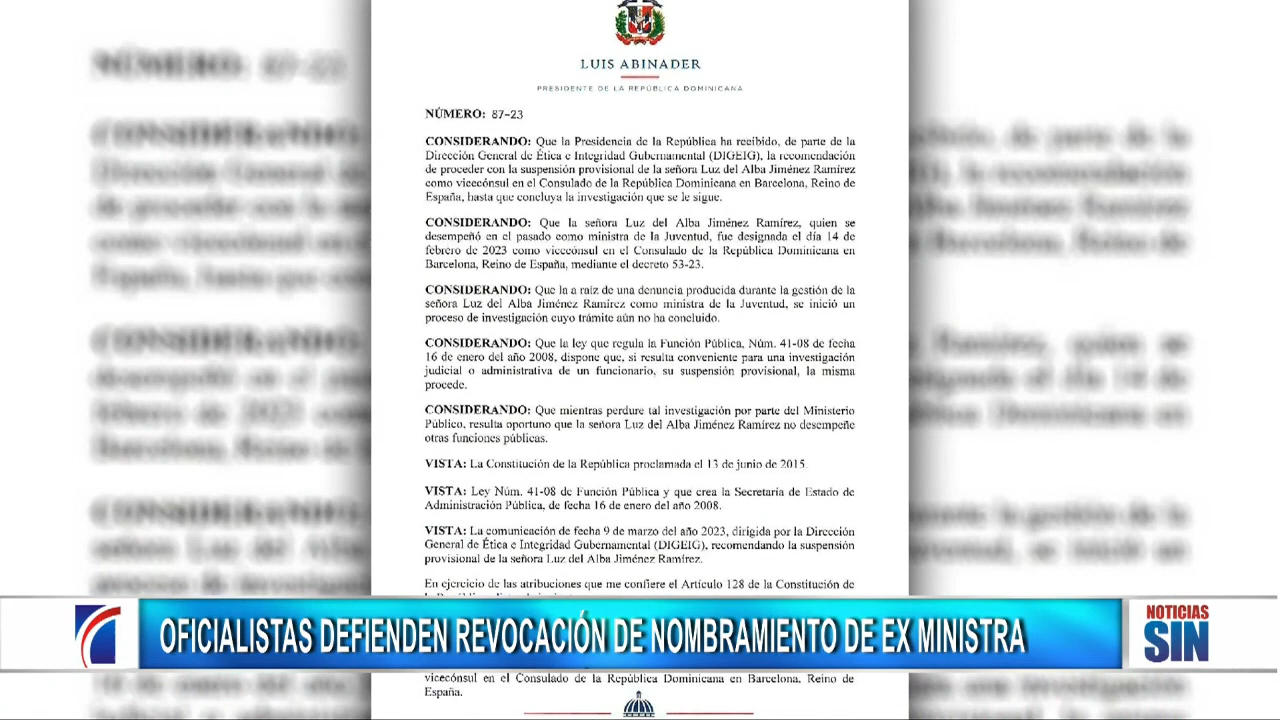 LUIS ABINADER
PRESIDENTE DE LA REPÚBLICA DOMINICANA
NÚMERO: 87-23
CONSIDERANDO: Que la Presidencia de la República ha recibido, de parte de la
Dirección General de Ética e Integridad Gubernamental (DIGEIG), la recomendación
de proceder con la suspensión provisional de la señora Luz del Alba Jiménez Ramírez
como vicecónsul en el Consulado de la República Dominicana en Barcelona, Reino de
España, hasta que concluya la investigación que se le sigue.
CONSIDERANDO: Que la señora Luz del Alba Jiménez Ramírez, quien se
desempeñó en el pasado como ministra de la Juventud, fue designada el día 14 de
febrero de 2023 como vicecónsul en el Consulado de la República Dominicana en
Barcelona, Reino de España, mediante el decreto 53-23.
CONSIDERANDO: Que la a raíz de una denuncia producida durante la gestión de la
señora Luz del Alba Jiménez Ramírez como ministra de la Juventud, se inició un
proceso de investigación cuyo trámite aún no ha concluido.
CONSIDERANDO: Que la ley que regula la Función Pública, Núm. 41-08 de fecha
16 de enero del año 2008, dispone que, si resulta conveniente para una investigación
judicial o administrativa de un funcionario, su suspensión provisional, la misma
procede.
CONSIDERANDO: Que mientras perdure tal investigación por parte del Ministerio
Público, resulta oportuno que la señora Luz del Alba Jiménez Ramírez no desempeñe
otras funciones públicas.
VISTA: La Constitución de la República proclamada el 13 de junio de 2015.
VISTA: Ley Núm. 41-08 de Función Pública y que crea la Secretaría de Estado de
Administración Pública, de fecha 16 de enero del año 2008.
VISTA: La comunicación de fecha 9 de marzo del año 2023, dirigida por la Dirección
General de Ética e Integridad Gubernamental (DIGEIG), recomendando la suspensión
provisional de la señora Luz del Alba Jiménez Ramírez.
En ejercicio de las atribuciones que me confiere el Artículo 128 de la Constitución de
OFICIALISTAS DEFIENDEN REVOCACIÓN DE NOMBRAMIENTO DE EX MINISTRA
NOTICIAS
SIN
vicecónsul en el Consulado de la República Dominicana en Barcelona, Reino de
España.